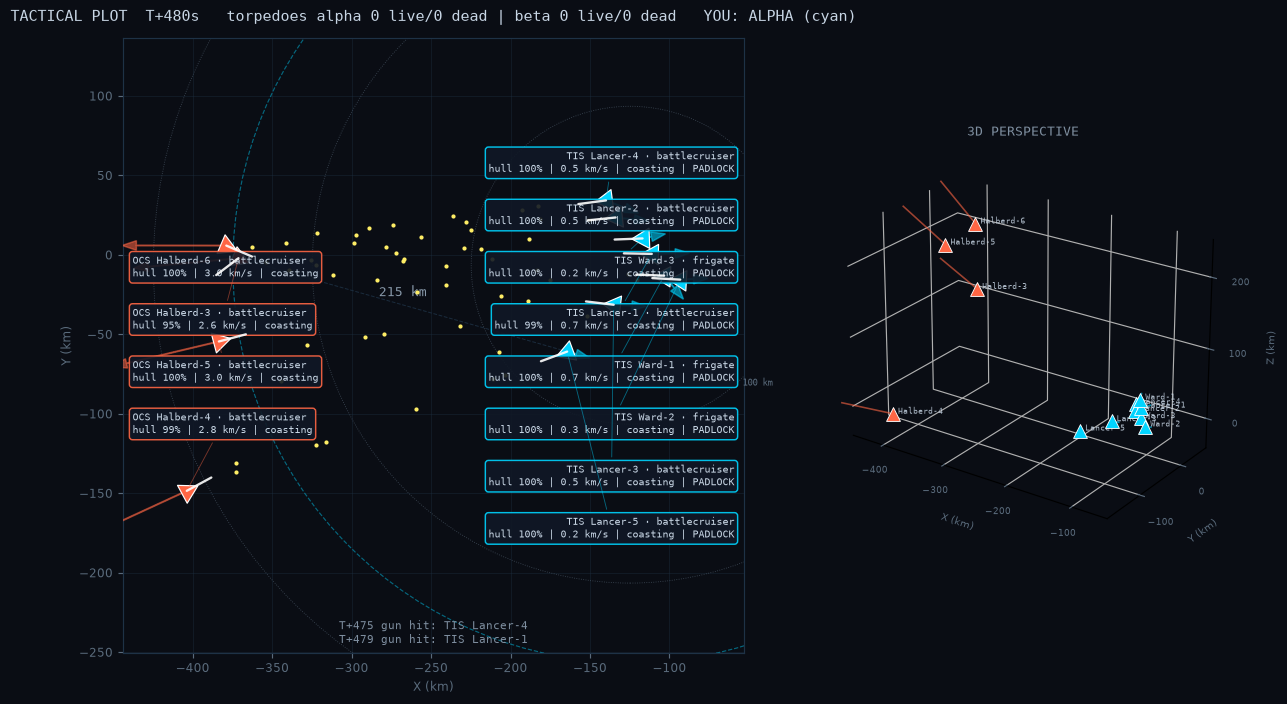 TACTICAL PLOT  T+480s   torpedoes alpha 0 live/0 dead | beta 0 live/0 dead   YOU: ALPHA (cyan)
3D PERSPECTIVE
TIS Lancer-4 · battlecruiser
hull 100% | 0.5 km/s | coasting | PADLOCK
TIS Lancer-2 · battlecruiser
hull 100% | 0.5 km/s | coasting | PADLOCK
TIS Ward-3 · frigate
hull 100% | 0.2 km/s | coasting | PADLOCK
TIS Lancer-1 · battlecruiser
hull 99% | 0.7 km/s | coasting | PADLOCK
TIS Ward-1 · frigate
hull 100% | 0.7 km/s | coasting | PADLOCK
TIS Ward-2 · frigate
hull 100% | 0.3 km/s | coasting | PADLOCK
TIS Lancer-3 · battlecruiser
hull 100% | 0.5 km/s | coasting | PADLOCK
TIS Lancer-5 · battlecruiser
hull 100% | 0.2 km/s | coasting | PADLOCK
OCS Halberd-6 · battlecruiser
hull 100% | | coasting
OCS Halberd-3 · battlecruiser
hull 95% | 2.6 km/s | coasting
OCS Halberd-5 · battlecruiser
hull 100% | 3.0 km/s | coasting
OCS Halberd-4 · battlecruiser
hull 99% | 2.8 km/s | coasting
215 km
100 km
T+475 gun hit: TIS Lancer-4
T+479 gun hit: TIS Lancer-1
100
50
0
−50
−100
−150
−200
−250
Y (km)
−400
−350
−300
−250
−200
−150
−100
X (km)
Halberd-6
Halberd-5
Halberd-3
Halberd-4
Ward-3
Ward-2
200
100
0
Z (km)
−400
−300
−200
−100
X (km)
0
−100
Y (km)